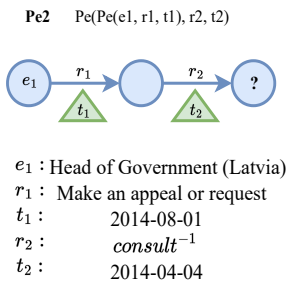 Pe2 Pe(Pe(e1, r1, t1), r2, t2)
r₁ r₂
e₁ ?
t₁ t₂
e₁ : Head of Government (Latvia)
r₁ : Make an appeal or request
t₁ : 2014-08-01
r₂ : consult⁻¹
t₂ : 2014-04-04